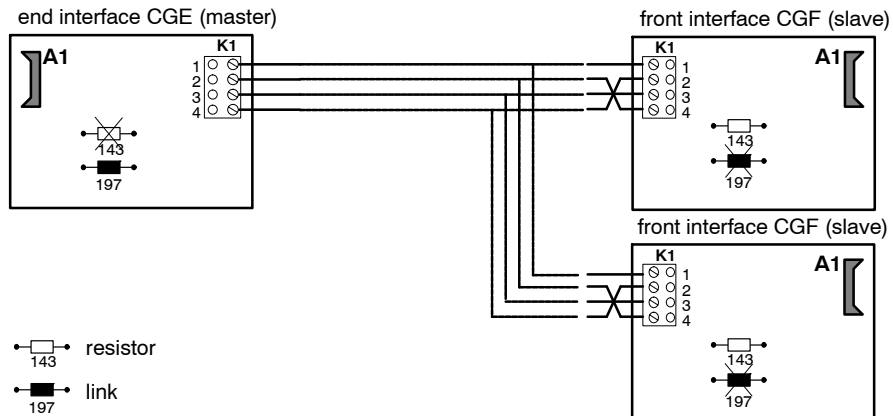 end interface CGE (master)
A1
K1
1
2
3
4
143
197
front interface CGF (slave)
K1
A1
1
2
3
4
143
197
front interface CGF (slave)
K1
A1
1
2
3
4
143
197
143
resistor
197
link